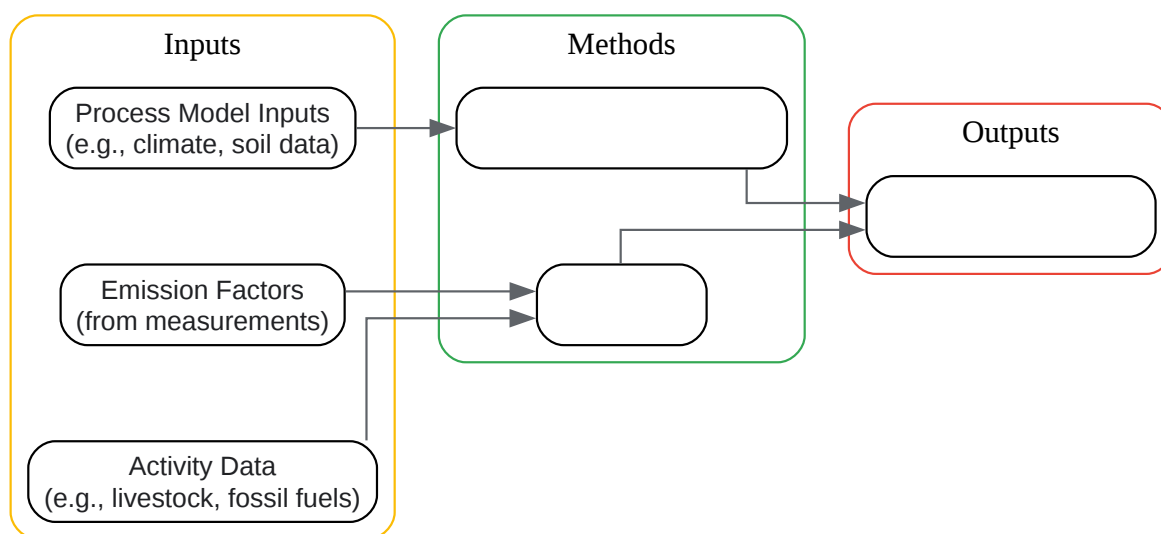 Inputs
Process Model Inputs
(e.g., climate, soil data)
Emission Factors
(from measurements)
Activity Data
(e.g., livestock, fossil fuels)
Methods
Outputs